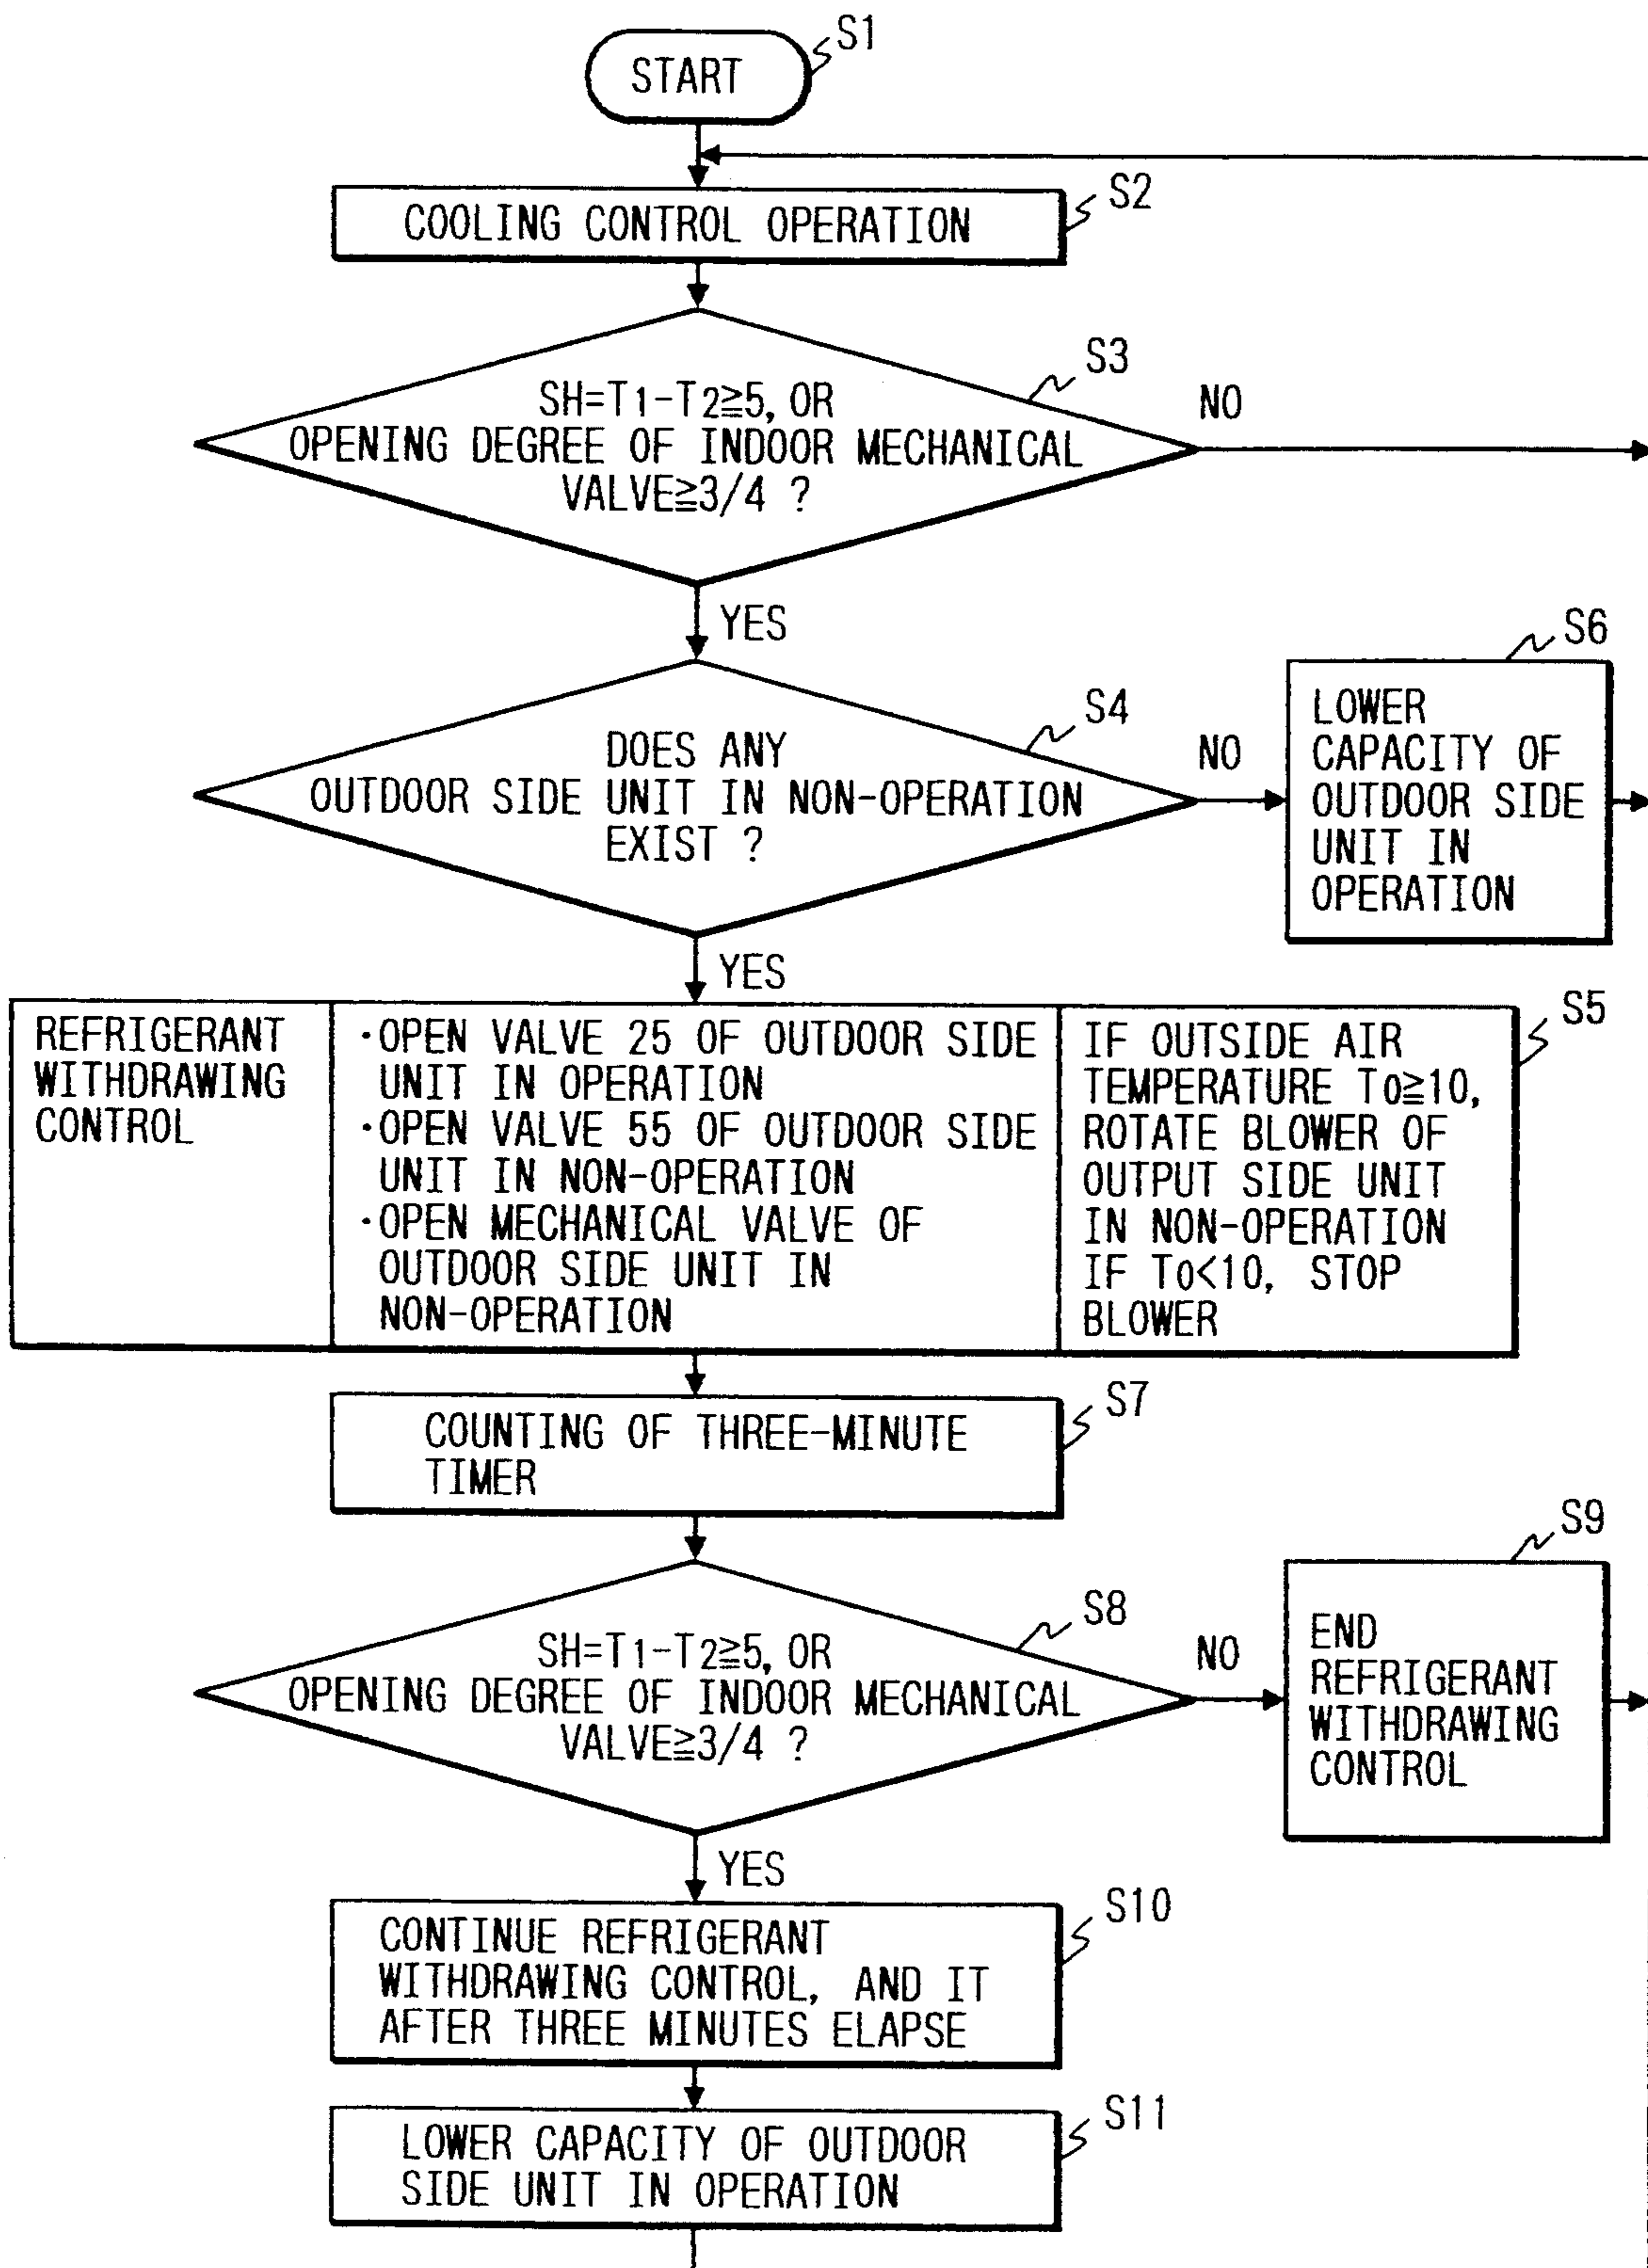 START
S1
COOLING CONTROL OPERATION
S2
SH=T1-T2≧5, OR
OPENING DEGREE OF INDOOR MECHANICAL
VALVE≧3/4 ?
S3
NO
YES
DOES ANY
OUTDOOR SIDE UNIT IN NON-OPERATION
EXIST ?
S4
NO
S6
LOWER
CAPACITY OF
OUTDOOR SIDE
UNIT IN
OPERATION
YES
S5
REFRIGERANT
WITHDRAWING
CONTROL
·OPEN VALVE 25 OF OUTDOOR SIDE
UNIT IN OPERATION
·OPEN VALVE 55 OF OUTDOOR SIDE
UNIT IN NON-OPERATION
·OPEN MECHANICAL VALVE OF
OUTDOOR SIDE UNIT IN
NON-OPERATION
IF OUTSIDE AIR
TEMPERATURE T0≧10,
ROTATE BLOWER OF
OUTPUT SIDE UNIT
IN NON-OPERATION
IF T0<10, STOP
BLOWER
S7
COUNTING OF THREE-MINUTE
TIMER
SH=T1-T2≧5, OR
OPENING DEGREE OF INDOOR MECHANICAL
VALVE≧3/4 ?
S8
NO
S9
END
REFRIGERANT
WITHDRAWING
CONTROL
YES
S10
CONTINUE REFRIGERANT
WITHDRAWING CONTROL, AND IT
AFTER THREE MINUTES ELAPSE
S11
LOWER CAPACITY OF OUTDOOR
SIDE UNIT IN OPERATION